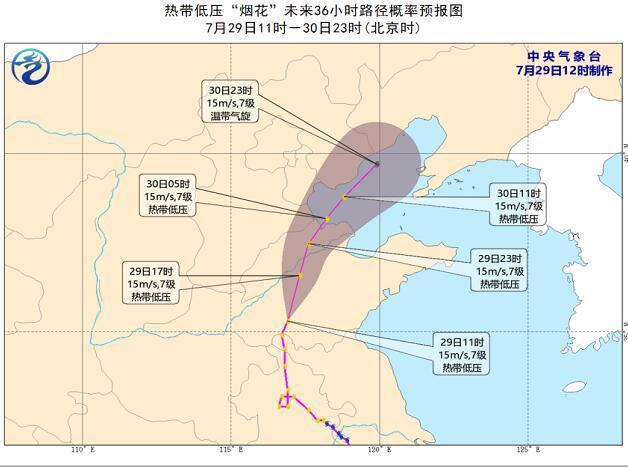 热带低压“烟花”未来36小时路径概率预报图
7月29日11时－30日23时(北京时)
中央气象台
7月29日12时制作
30日23时
15m/s,7级
温带气旋
30日05时
15m/s,7级
热带低压
30日11时
15m/s,7级
热带低压
29日17时
15m/s,7级
热带低压
29日23时
15m/s,7级
热带低压
29日11时
15m/s,7级
热带低压
110° E
115° E
120° E
125° E